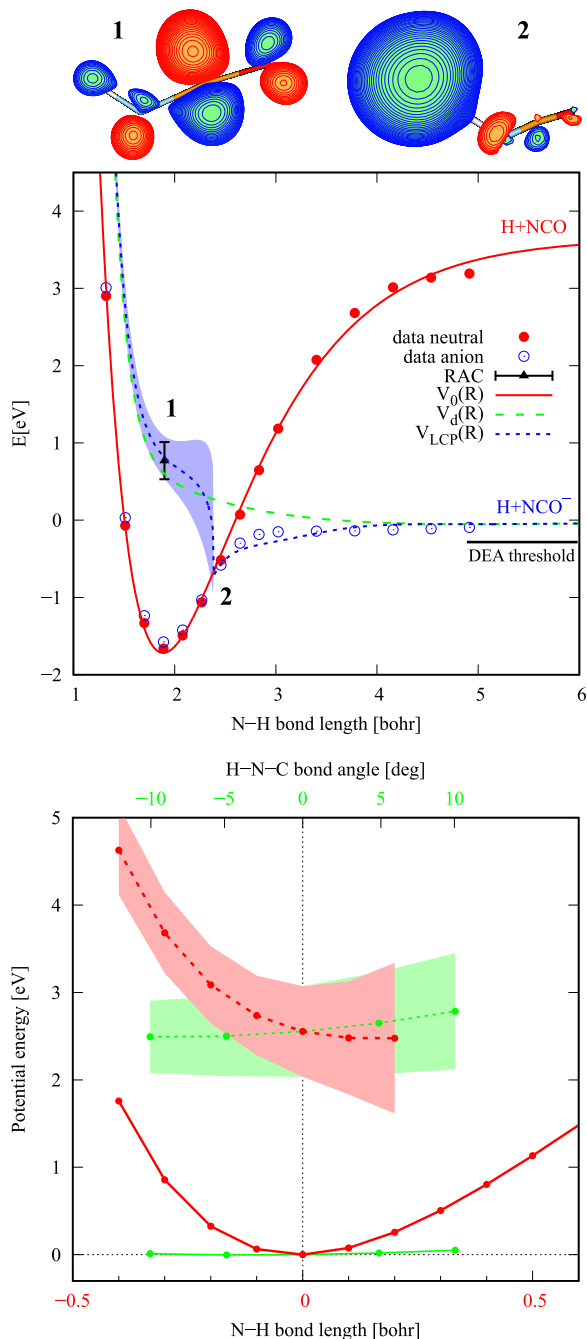 1
2
H+NCO
data neutral
data anion
RAC
V₀(R)
V_d(R)
V_LCP(R)
H+NCO⁻
DEA threshold
1
2
4
3
2
1
0
−1
−2
E[eV]
1
2
3
4
5
6
N−H bond length [bohr]
H−N−C bond angle [deg]
−10
−5
0
5
10
5
4
3
2
1
0
Potential energy [eV]
−0.5
0
0.5
N−H bond length [bohr]